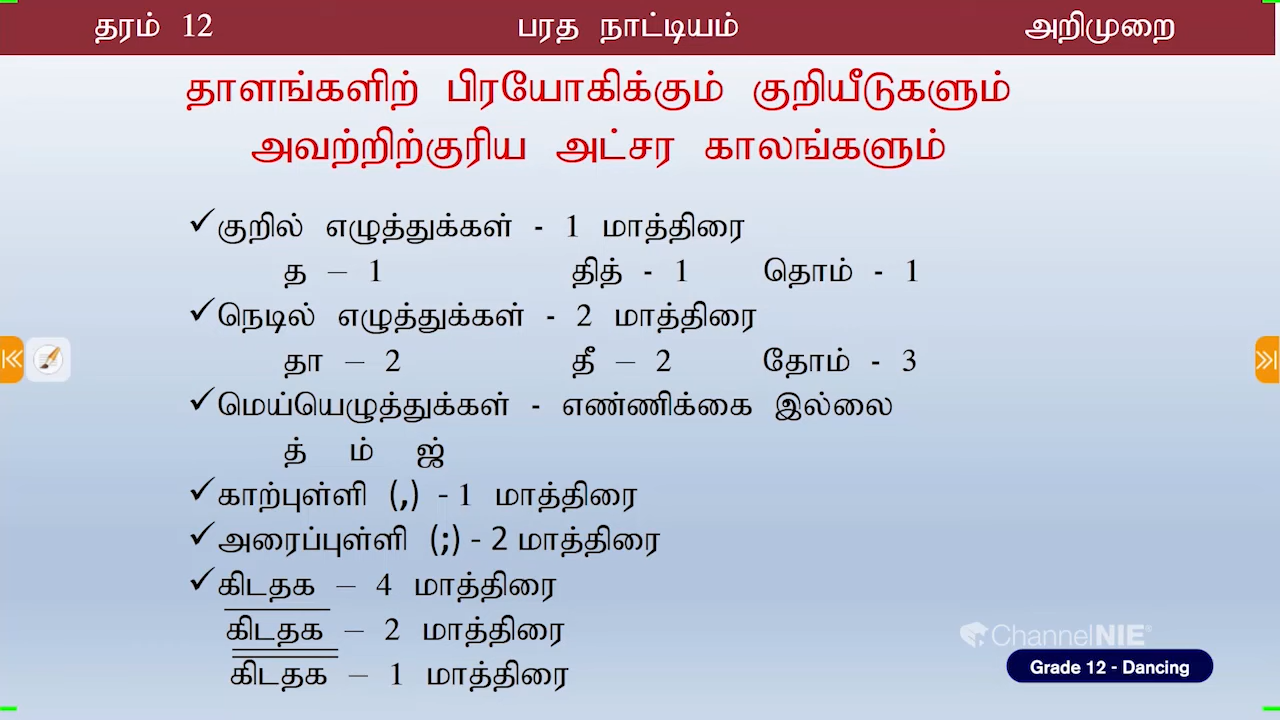 தரம் 12 பரத நாட்டியம் அறிமுறை
தாளங்களிற் பிரயோகிக்கும் குறியீடுகளும்
அவற்றிற்குரிய அட்சர காலங்களும்
✓குறில் எழுத்துக்கள் - 1 மாத்திரை
த – 1 தித் - 1 தொம் - 1
✓நெடில் எழுத்துக்கள் - 2 மாத்திரை
தா – 2 தீ – 2 தோம் - 3
✓மெய்யெழுத்துக்கள் - எண்ணிக்கை இல்லை
த் ம் ஜ்
✓காற்புள்ளி (,) - 1 மாத்திரை
✓அரைப்புள்ளி (;) - 2 மாத்திரை
✓கிடதக – 4 மாத்திரை
கிடதக – 2 மாத்திரை
கிடதக – 1 மாத்திரை
ChannelNIE®
Grade 12 - Dancing